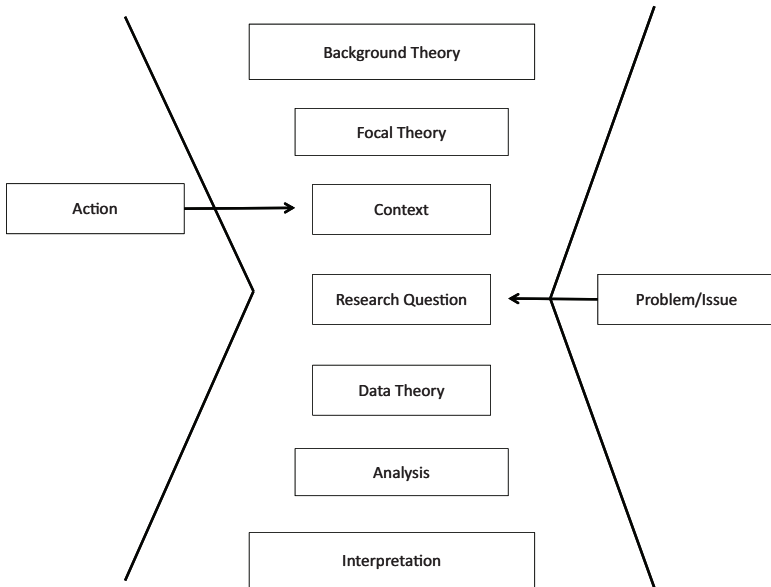 Background Theory
Focal Theory
Action
Context
Research Question
Problem/Issue
Data Theory
Analysis
Interpretation